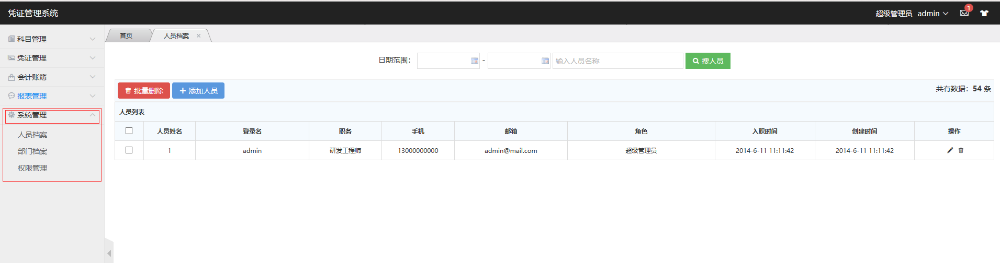 凭证管理系统
超级管理员 admin 1
科目管理
凭证管理
会计账簿
报表管理
系统管理
人员档案
部门档案
权限管理
首页 人员档案
日期范围： - 输入人员名称 搜人员
批量删除 添加人员 共有数据：54 条
人员列表
人员姓名 登录名 职务 手机 邮箱 角色 入职时间 创建时间 操作
1 admin 研发工程师 13000000000 admin@mail.com 超级管理员 2014-6-11 11:11:42 2014-6-11 11:11:42